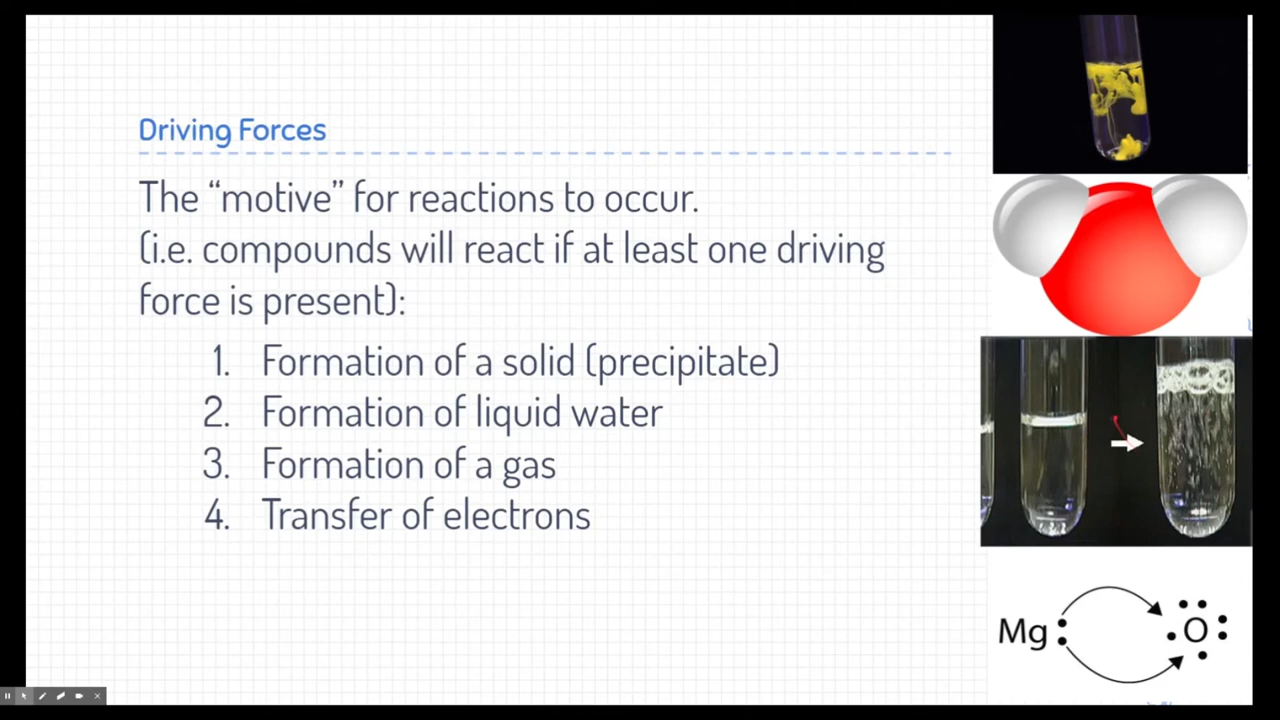 Driving Forces
The “motive” for reactions to occur.
(i.e. compounds will react if at least one driving
force is present):
1. Formation of a solid (precipitate)
2. Formation of liquid water
3. Formation of a gas
4. Transfer of electrons
Mg
O